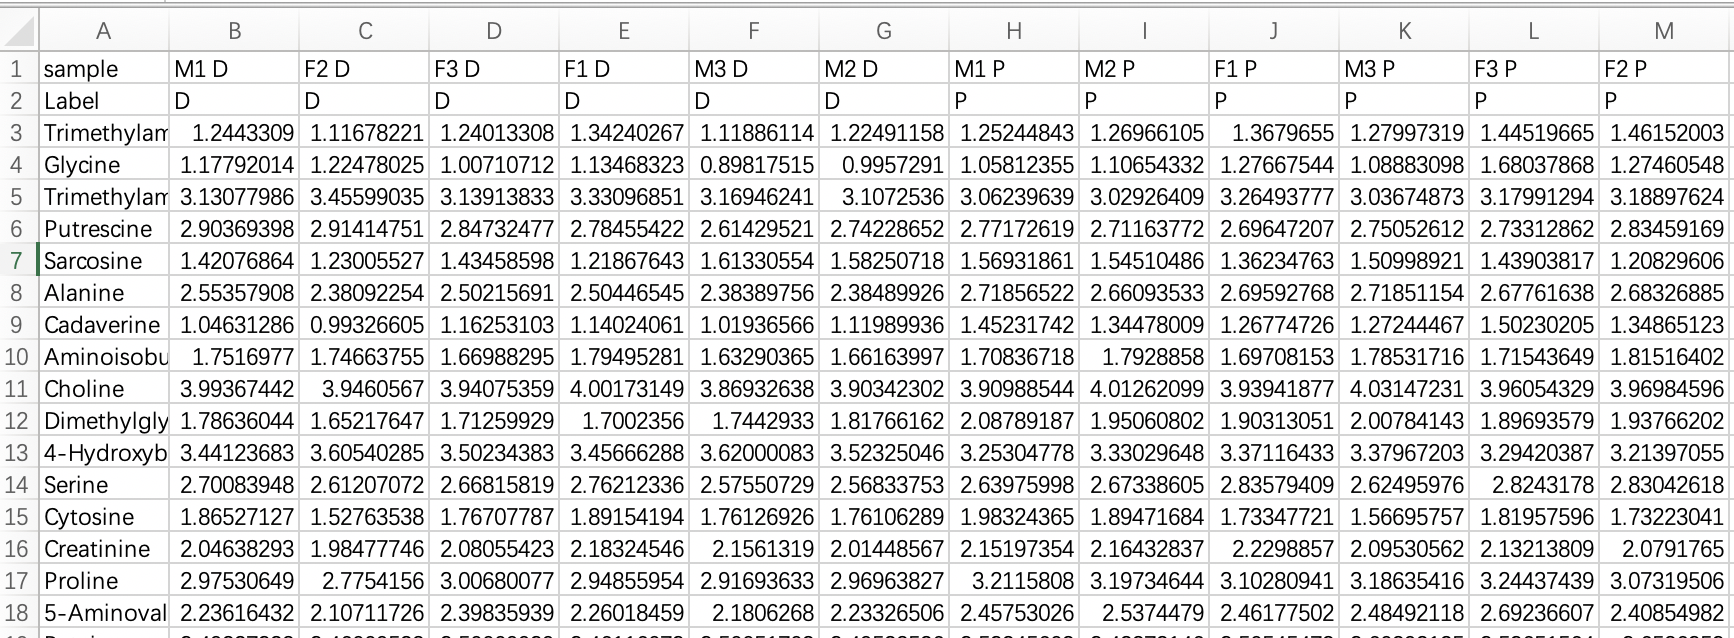 A B C D E F G H I J K L M
1 sample M1 D F2 D F3 D F1 D M3 D M2 D M1 P M2 P F1 P M3 P F3 P F2 P
2 Label D D D D D D P P P P P P
3 Trimethylam 1.2443309 1.11678221 1.24013308 1.34240267 1.11886114 1.22491158 1.25244843 1.26966105 1.3679655 1.27997319 1.44519665 1.46152003
4 Glycine 1.17792014 1.22478025 1.00710712 1.13468323 0.89817515 0.9957291 1.05812355 1.10654332 1.27667544 1.08883098 1.68037868 1.27460548
5 Trimethylam 3.13077986 3.45599035 3.13913833 3.33096851 3.16946241 3.1072536 3.06239639 3.02926409 3.26493777 3.03674873 3.17991294 3.18897624
6 Putrescine 2.90369398 2.91414751 2.84732477 2.78455422 2.61429521 2.74228652 2.77172619 2.71163772 2.69647207 2.75052612 2.73312862 2.83459169
7 Sarcosine 1.42076864 1.23005527 1.43458598 1.21867643 1.61330554 1.58250718 1.56931861 1.54510486 1.36234763 1.50998921 1.43903817 1.20829606
8 Alanine 2.55357908 2.38092254 2.50215691 2.50446545 2.38389756 2.38489926 2.71856522 2.66093533 2.69592768 2.71851154 2.67761638 2.68326885
9 Cadaverine 1.04631286 0.99326605 1.16253103 1.14024061 1.01936566 1.11989936 1.45231742 1.34478009 1.26774726 1.27244467 1.50230205 1.34865123
10 Aminoisobu 1.7516977 1.74663755 1.66988295 1.79495281 1.63290365 1.66163997 1.70836718 1.7928858 1.69708153 1.78531716 1.71543649 1.81516402
11 Choline 3.99367442 3.9460567 3.94075359 4.00173149 3.86932638 3.90342302 3.90988544 4.01262099 3.93941877 4.03147231 3.96054329 3.96984596
12 Dimethylgly 1.78636044 1.65217647 1.71259929 1.7002356 1.7442933 1.81766162 2.08789187 1.95060802 1.90313051 2.00784143 1.89693579 1.93766202
13 4-Hydroxyb 3.44123683 3.60540285 3.50234383 3.45666288 3.62000083 3.52325046 3.25304778 3.33029648 3.37116433 3.37967203 3.29420387 3.21397055
14 Serine 2.70083948 2.61207072 2.66815819 2.76212336 2.57550729 2.56833753 2.63975998 2.67338605 2.83579409 2.62495976 2.8243178 2.83042618
15 Cytosine 1.86527127 1.52763538 1.76707787 1.89154194 1.76126926 1.76106289 1.98324365 1.89471684 1.73347721 1.56695757 1.81957596 1.73223041
16 Creatinine 2.04638293 1.98477746 2.08055423 2.18324546 2.1561319 2.01448567 2.15197354 2.16432837 2.2298857 2.09530562 2.13213809 2.0791765
17 Proline 2.97530649 2.7754156 3.00680077 2.94855954 2.91693633 2.96963827 3.2115808 3.19734644 3.10280941 3.18635416 3.24437439 3.07319506
18 5-Aminoval 2.23616432 2.10711726 2.39835939 2.26018459 2.1806268 2.23326506 2.45753026 2.5374479 2.46177502 2.48492118 2.69236607 2.40854982